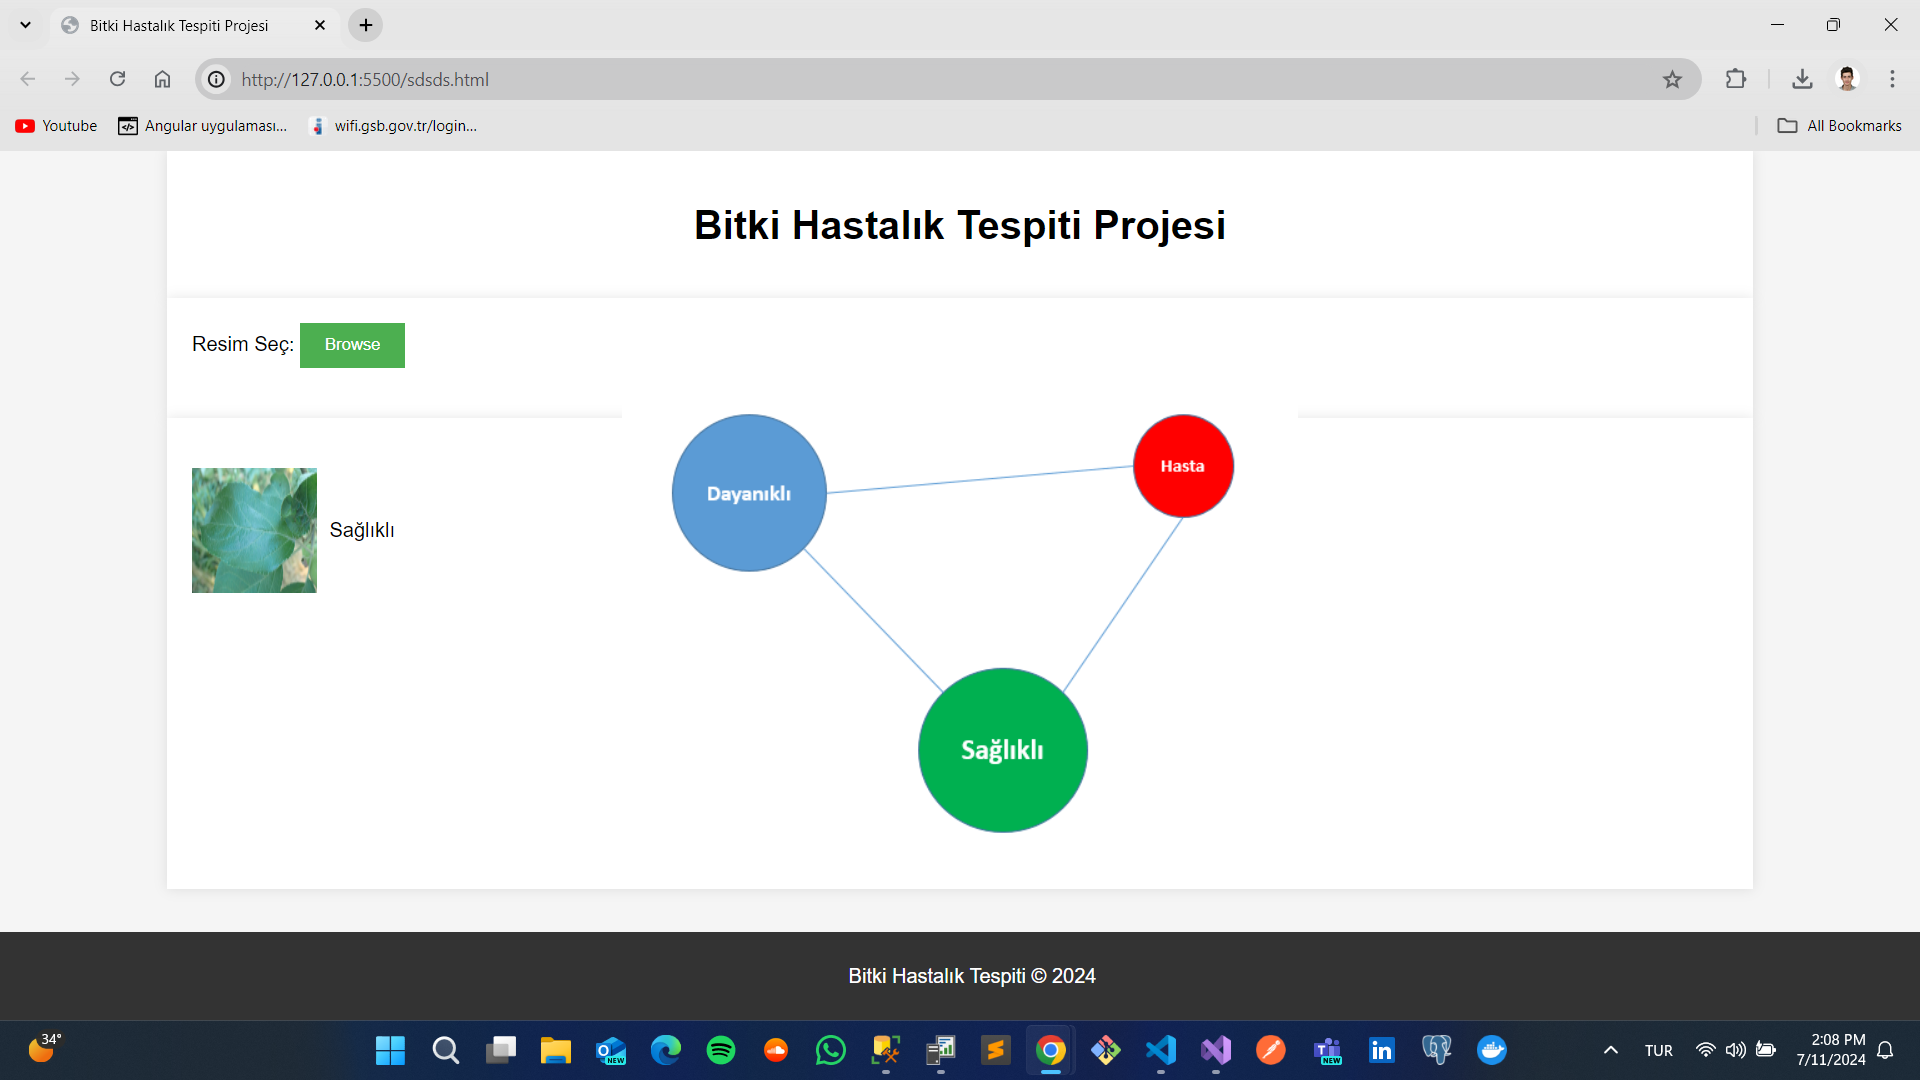 Bitki Hastalık Tespiti Projesi
http://127.0.0.1:5500/sdsds.html
Youtube
Angular uygulaması...
wifi.gsb.gov.tr/login...
All Bookmarks
Bitki Hastalık Tespiti Projesi
Resim Seç: Browse
Dayanıklı
Hasta
Sağlıklı
Sağlıklı
Bitki Hastalık Tespiti © 2024
34°
NEW
NEW
TUR
2:08 PM
7/11/2024